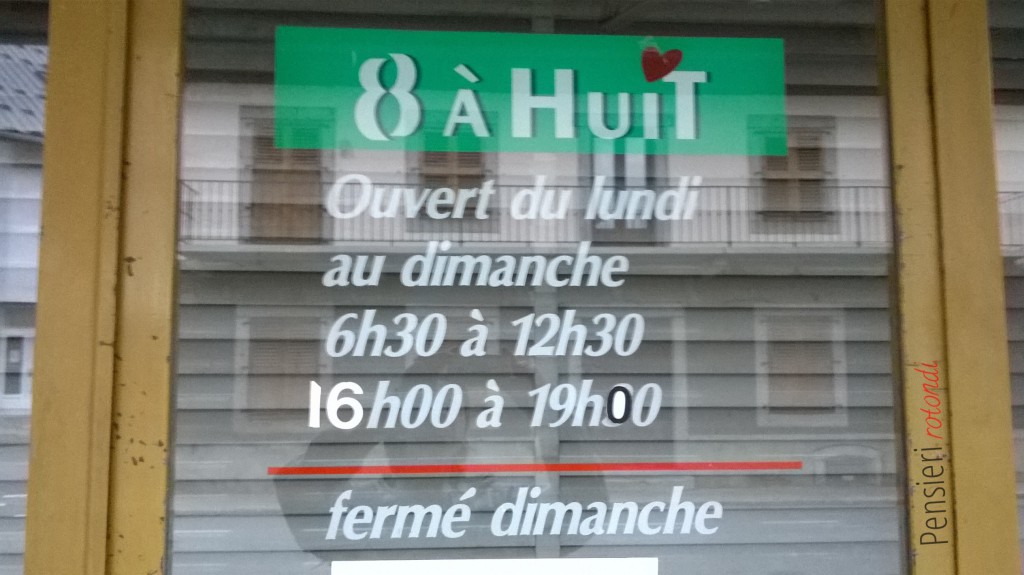 8 À HUIT
Ouvert du lundi
au dimanche
6h30 à 12h30
16h00 à 19h00
fermé dimanche
Pensieri rotondi